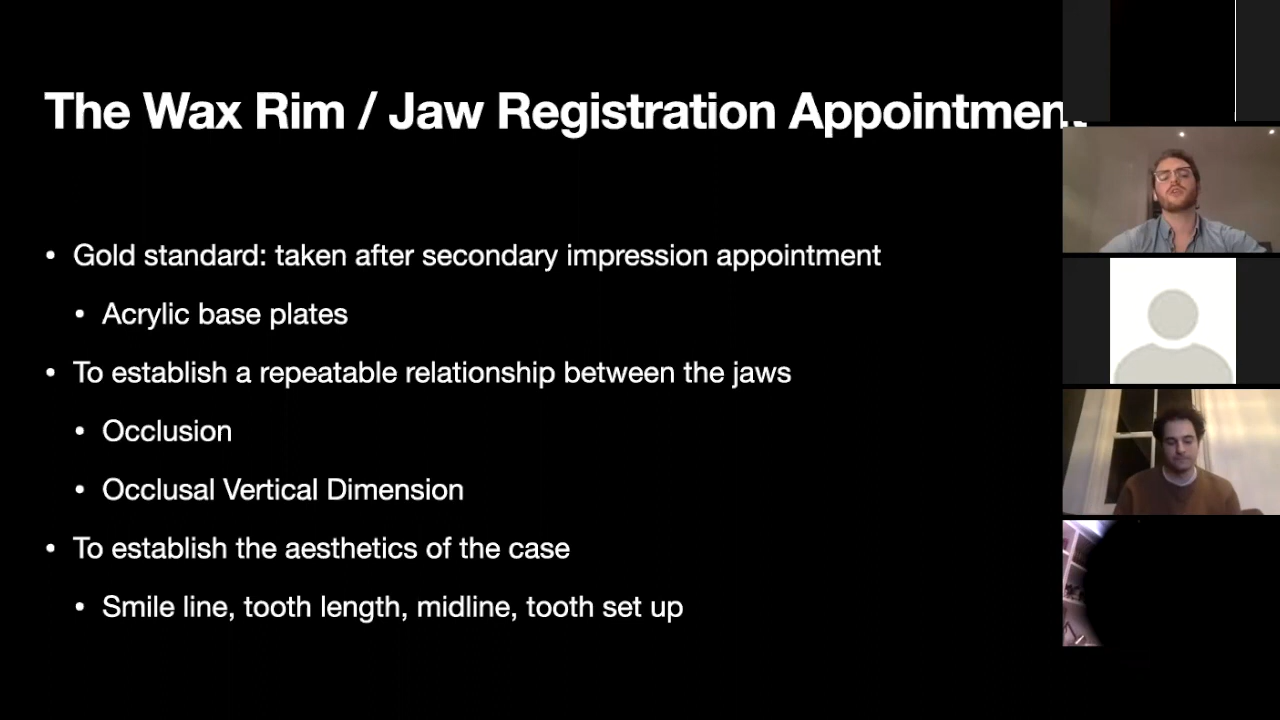 The Wax Rim / Jaw Registration Appointment
• Gold standard: taken after secondary impression appointment
• Acrylic base plates
• To establish a repeatable relationship between the jaws
• Occlusion
• Occlusal Vertical Dimension
• To establish the aesthetics of the case
• Smile line, tooth length, midline, tooth set up